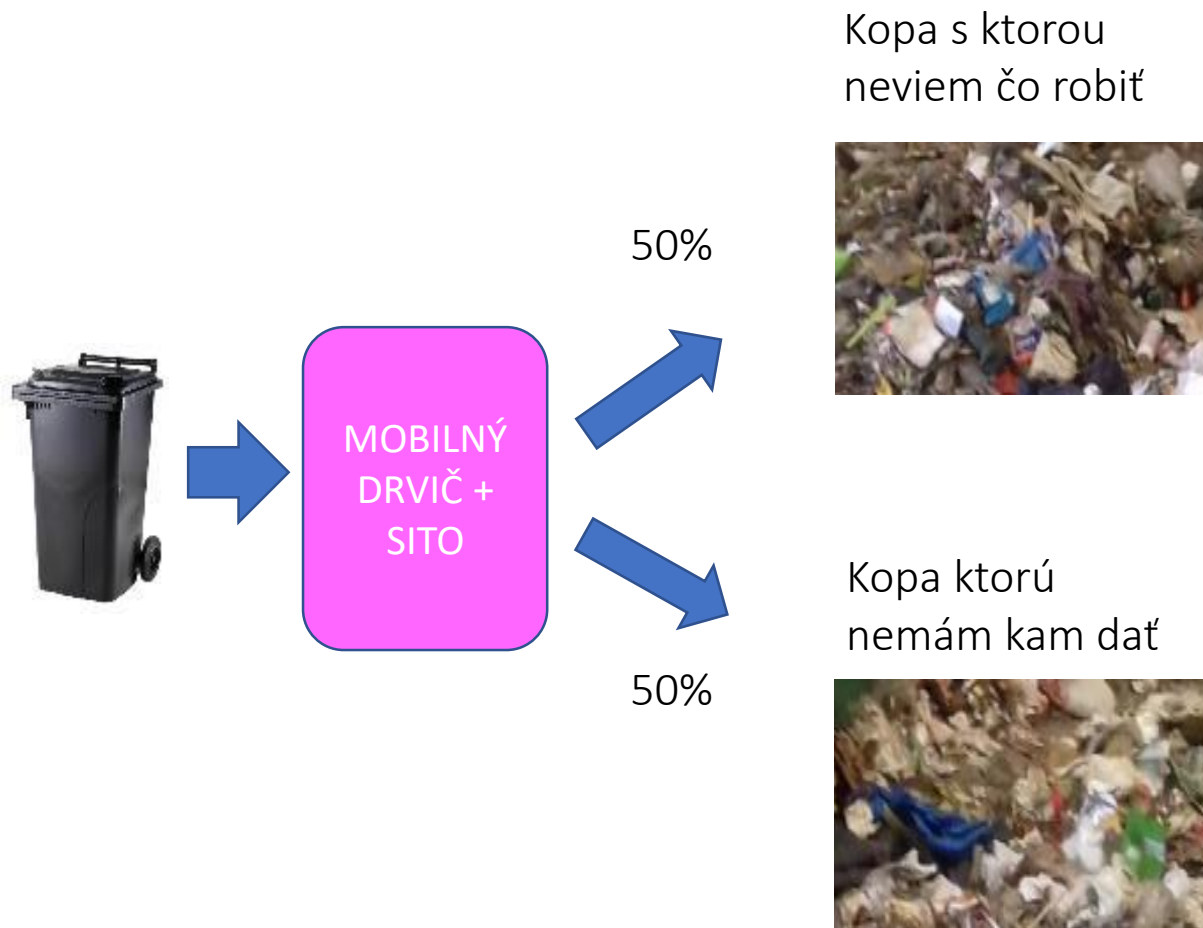 Kopa s ktorou
neviem čo robiť
50%
MOBILNÝ
DRVIČ +
SITO
Kopa ktorú
nemám kam dať
50%